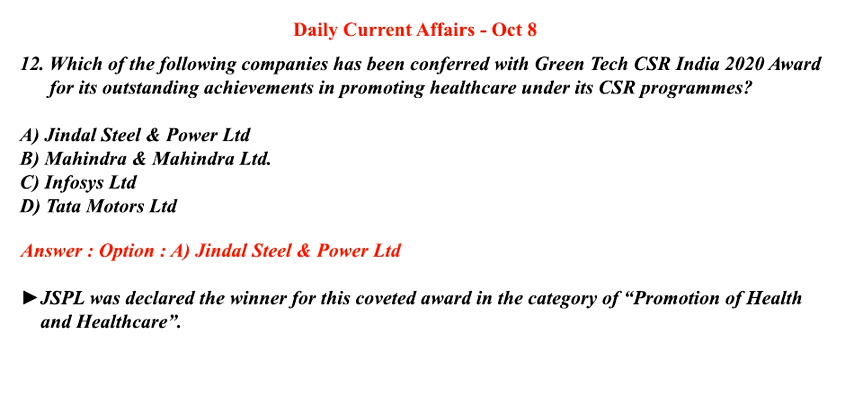 Daily Current Affairs - Oct 8
12. Which of the following companies has been conferred with Green Tech CSR India 2020 Award
for its outstanding achievements in promoting healthcare under its CSR programmes?
A) Jindal Steel & Power Ltd
B) Mahindra & Mahindra Ltd.
C) Infosys Ltd
D) Tata Motors Ltd
Answer : Option : A) Jindal Steel & Power Ltd
►JSPL was declared the winner for this coveted award in the category of “Promotion of Health
and Healthcare”.